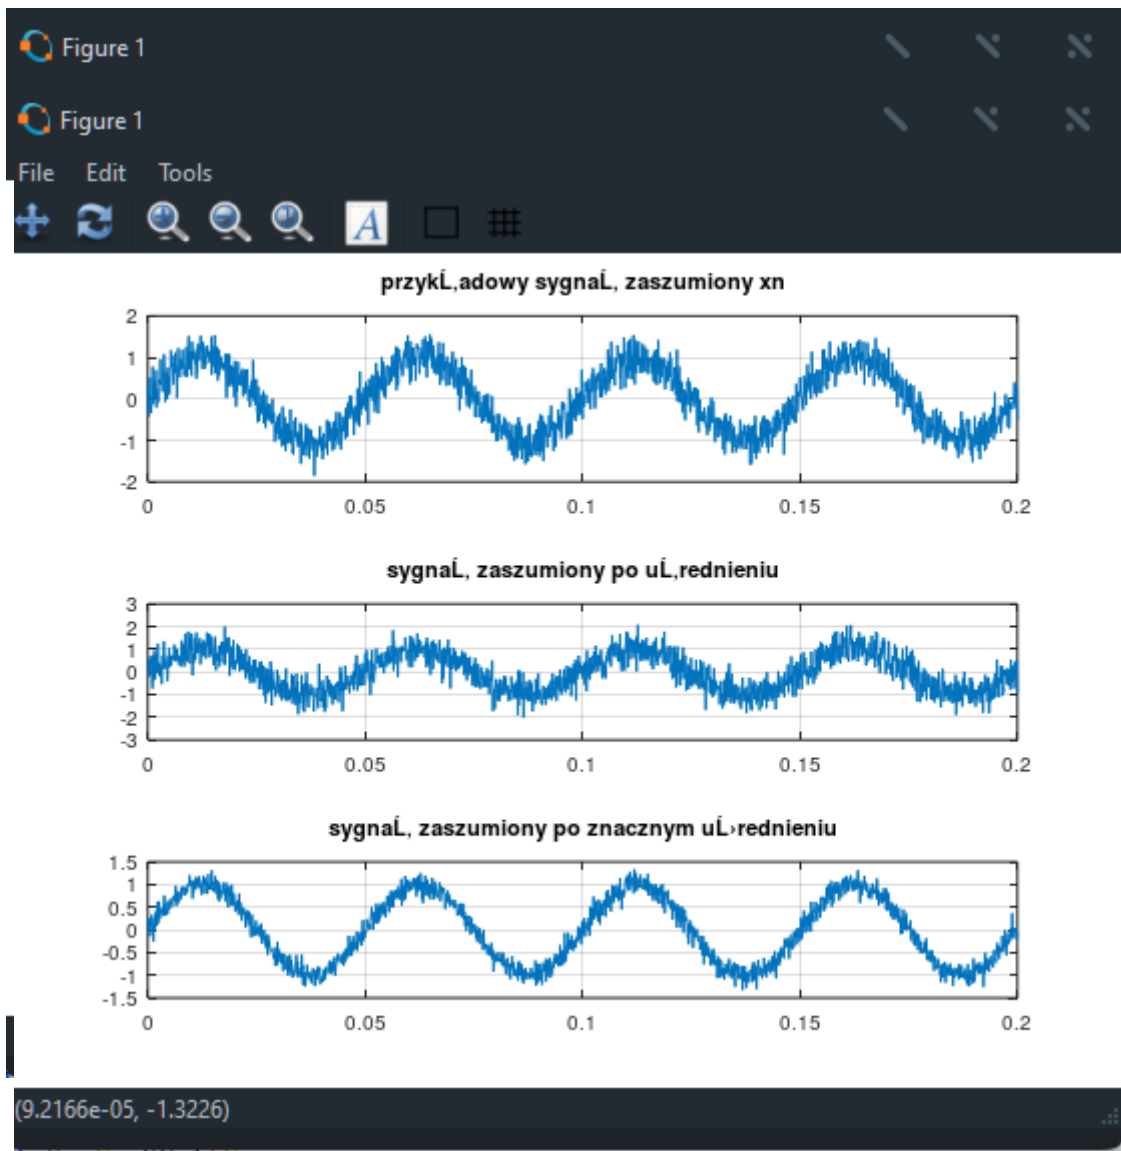 Figure 1
Figure 1
File Edit Tools
A
przykĹ‚adowy sygnaĹ‚ zaszumiony xn
2
1
0
-1
-2
0 0.05 0.1 0.15 0.2
sygnaĹ‚ zaszumiony po uĹ‚rednieniu
3
2
1
0
-1
-2
-3
0 0.05 0.1 0.15 0.2
sygnaĹ‚ zaszumiony po znacznym uĹ›rednieniu
1.5
1
0.5
0
-0.5
-1
-1.5
0 0.05 0.1 0.15 0.2
(9.2166e-05, -1.3226)